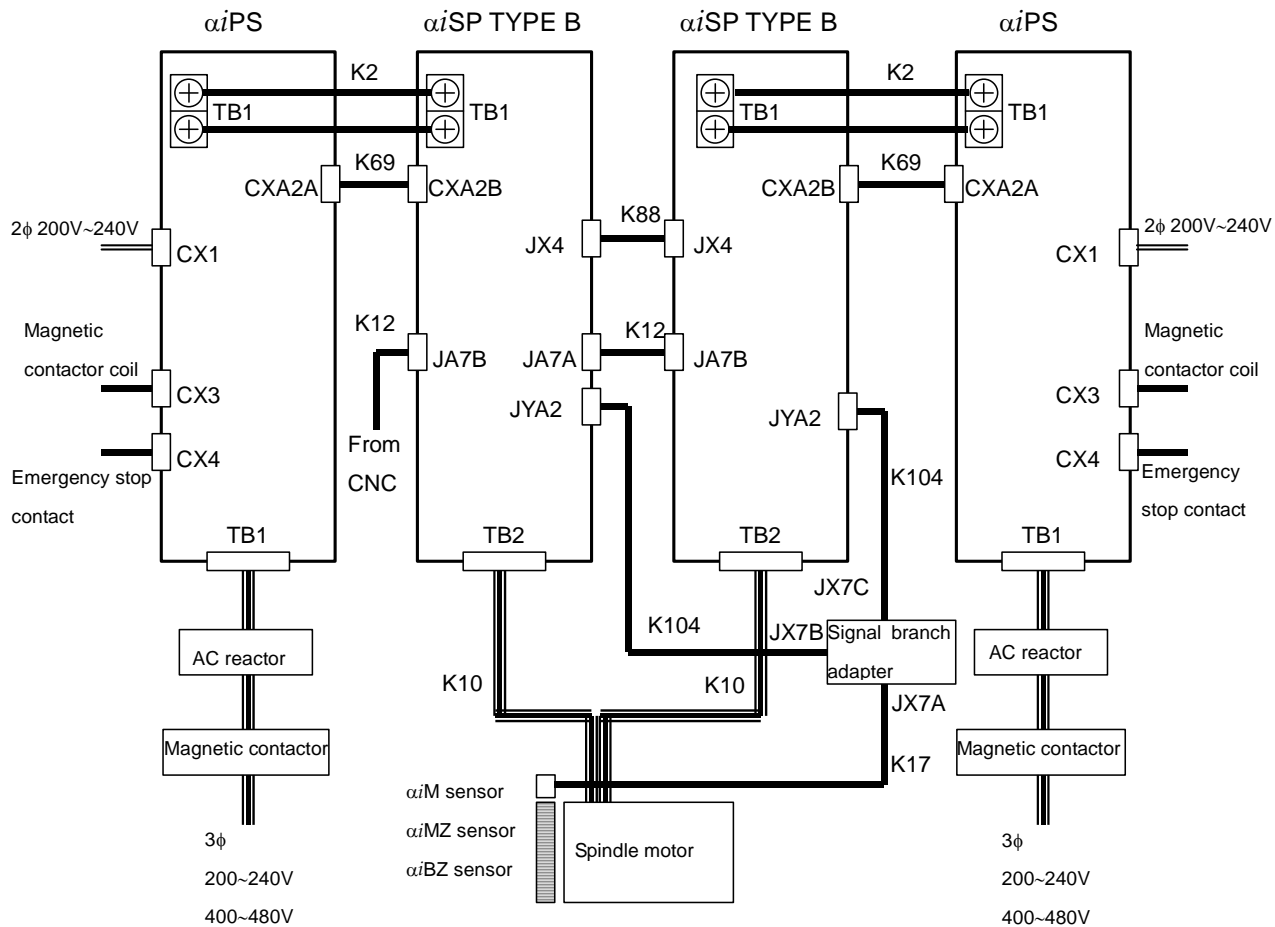 αiPS
αiSP TYPE B
αiSP TYPE B
αiPS
K2
K2
TB1
TB1
TB1
TB1
K69
K69
CXA2A
CXA2B
CXA2B
CXA2A
K88
2ϕ 200V~240V
2ϕ 200V~240V
CX1
JX4
JX4
CX1
K12
K12
Magnetic
contactor coil
JA7B
JA7A
JA7B
Magnetic
contactor coil
CX3
CX3
JYA2
JYA2
From
CNC
CX4
CX4
Emergency stop
contact
K104
Emergency
stop contact
TB1
TB2
TB2
TB1
JX7C
K104
JX7B
Signal branch
adapter
AC reactor
AC reactor
K10
K10
JX7A
Magnetic contactor
Magnetic contactor
K17
αiM sensor
αiMZ sensor
αiBZ sensor
Spindle motor
3ϕ
200~240V
400~480V
3ϕ
200~240V
400~480V